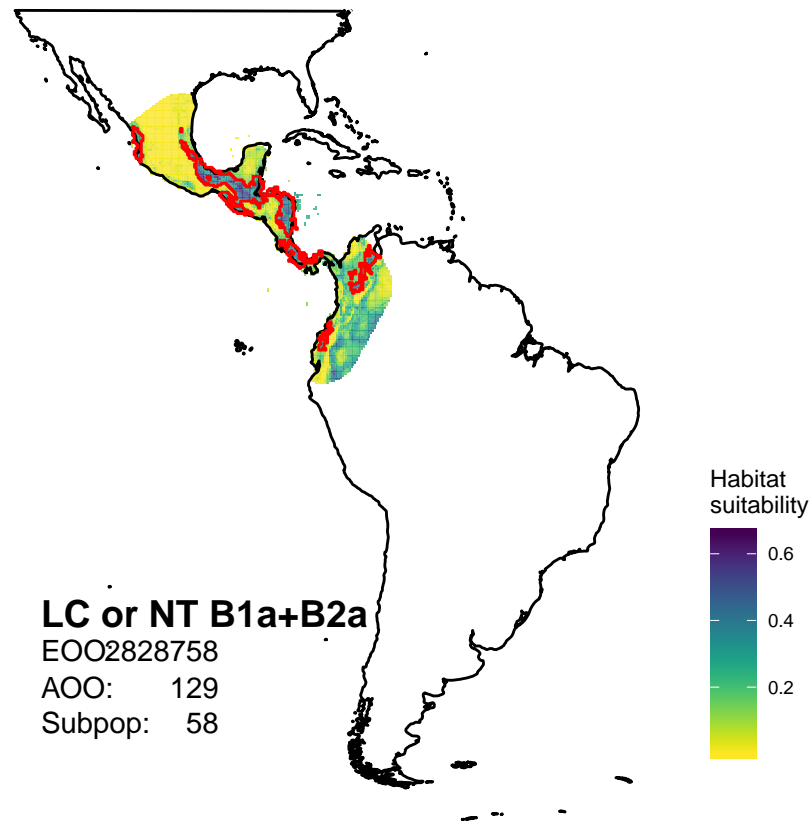 LC or NT B1a+B2a
EOO2828758
AOO: 129
Subpop: 58
Habitat
suitability
0.6
0.4
0.2